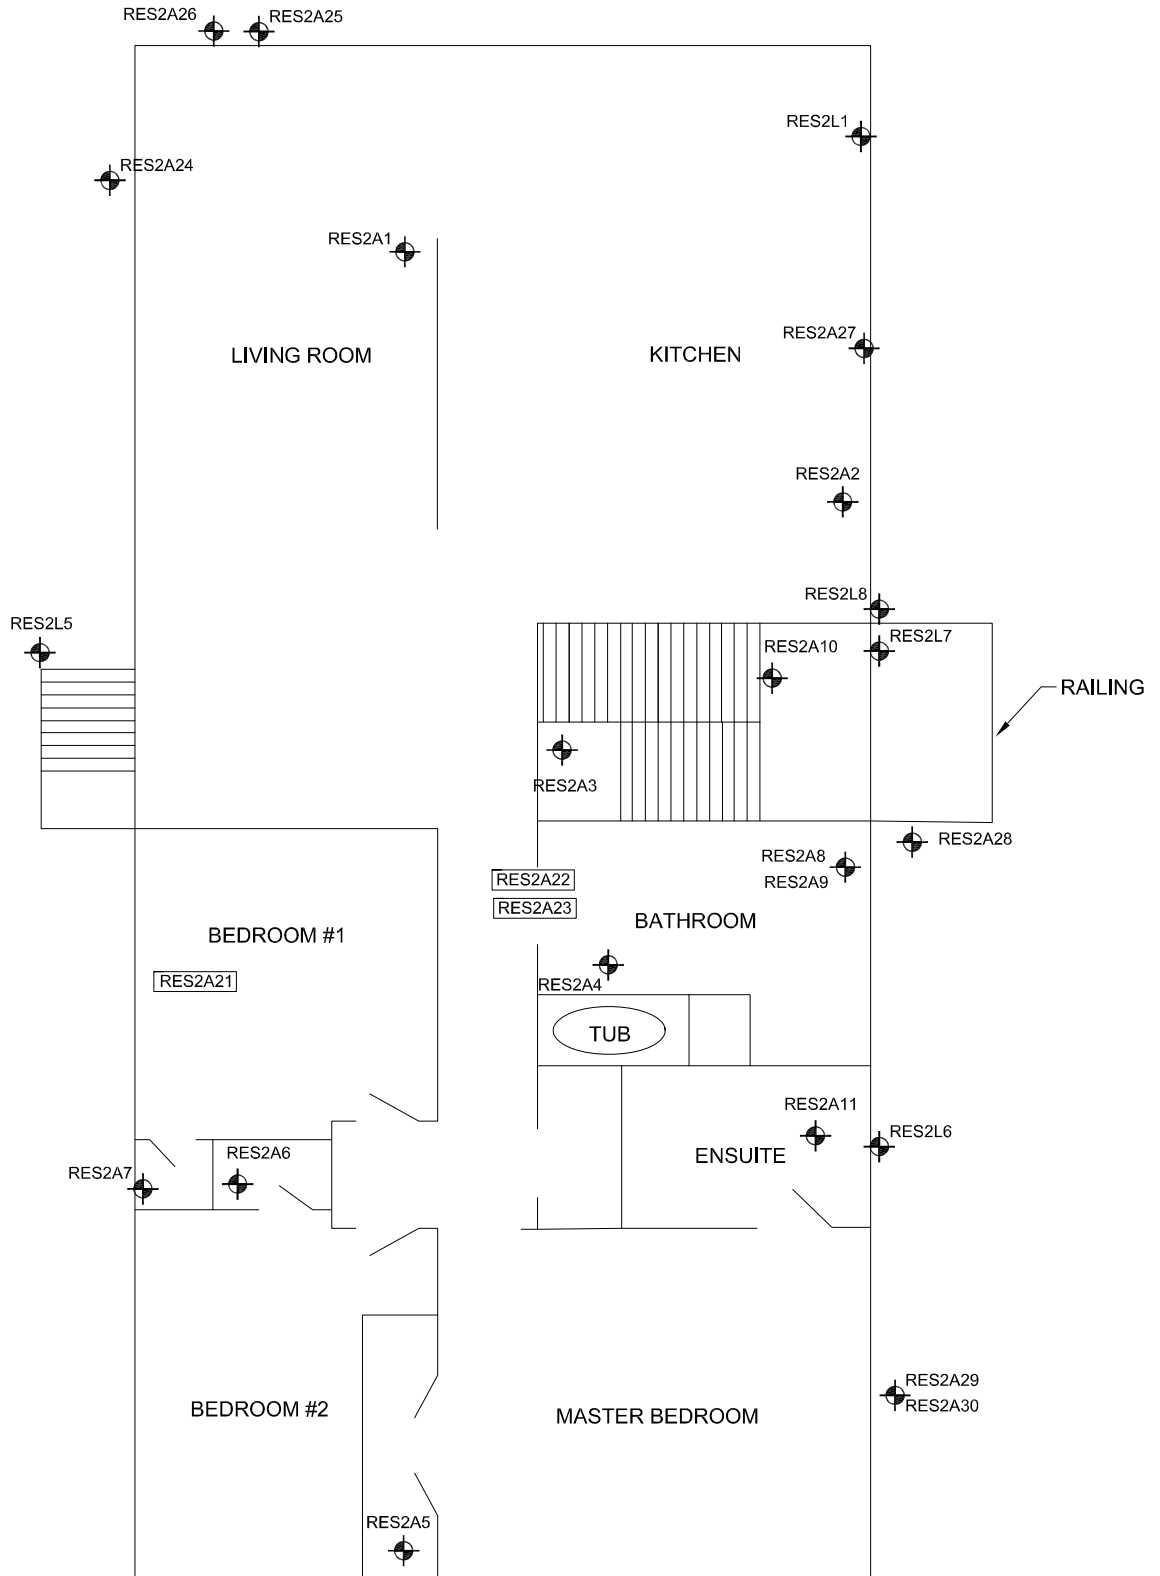 RES2A26
RES2A25
RES2L1
RES2A24
RES2A1
RES2A27
LIVING ROOM
KITCHEN
RES2A2
RES2L8
RES2L5
RES2L7
RES2A10
RAILING
RES2A3
RES2A28
RES2A8
RES2A9
RES2A22
RES2A23
BATHROOM
BEDROOM #1
RES2A21
RES2A4
TUB
RES2A11
RES2L6
RES2A6
ENSUITE
RES2A7
RES2A29
RES2A30
BEDROOM #2
MASTER BEDROOM
RES2A5